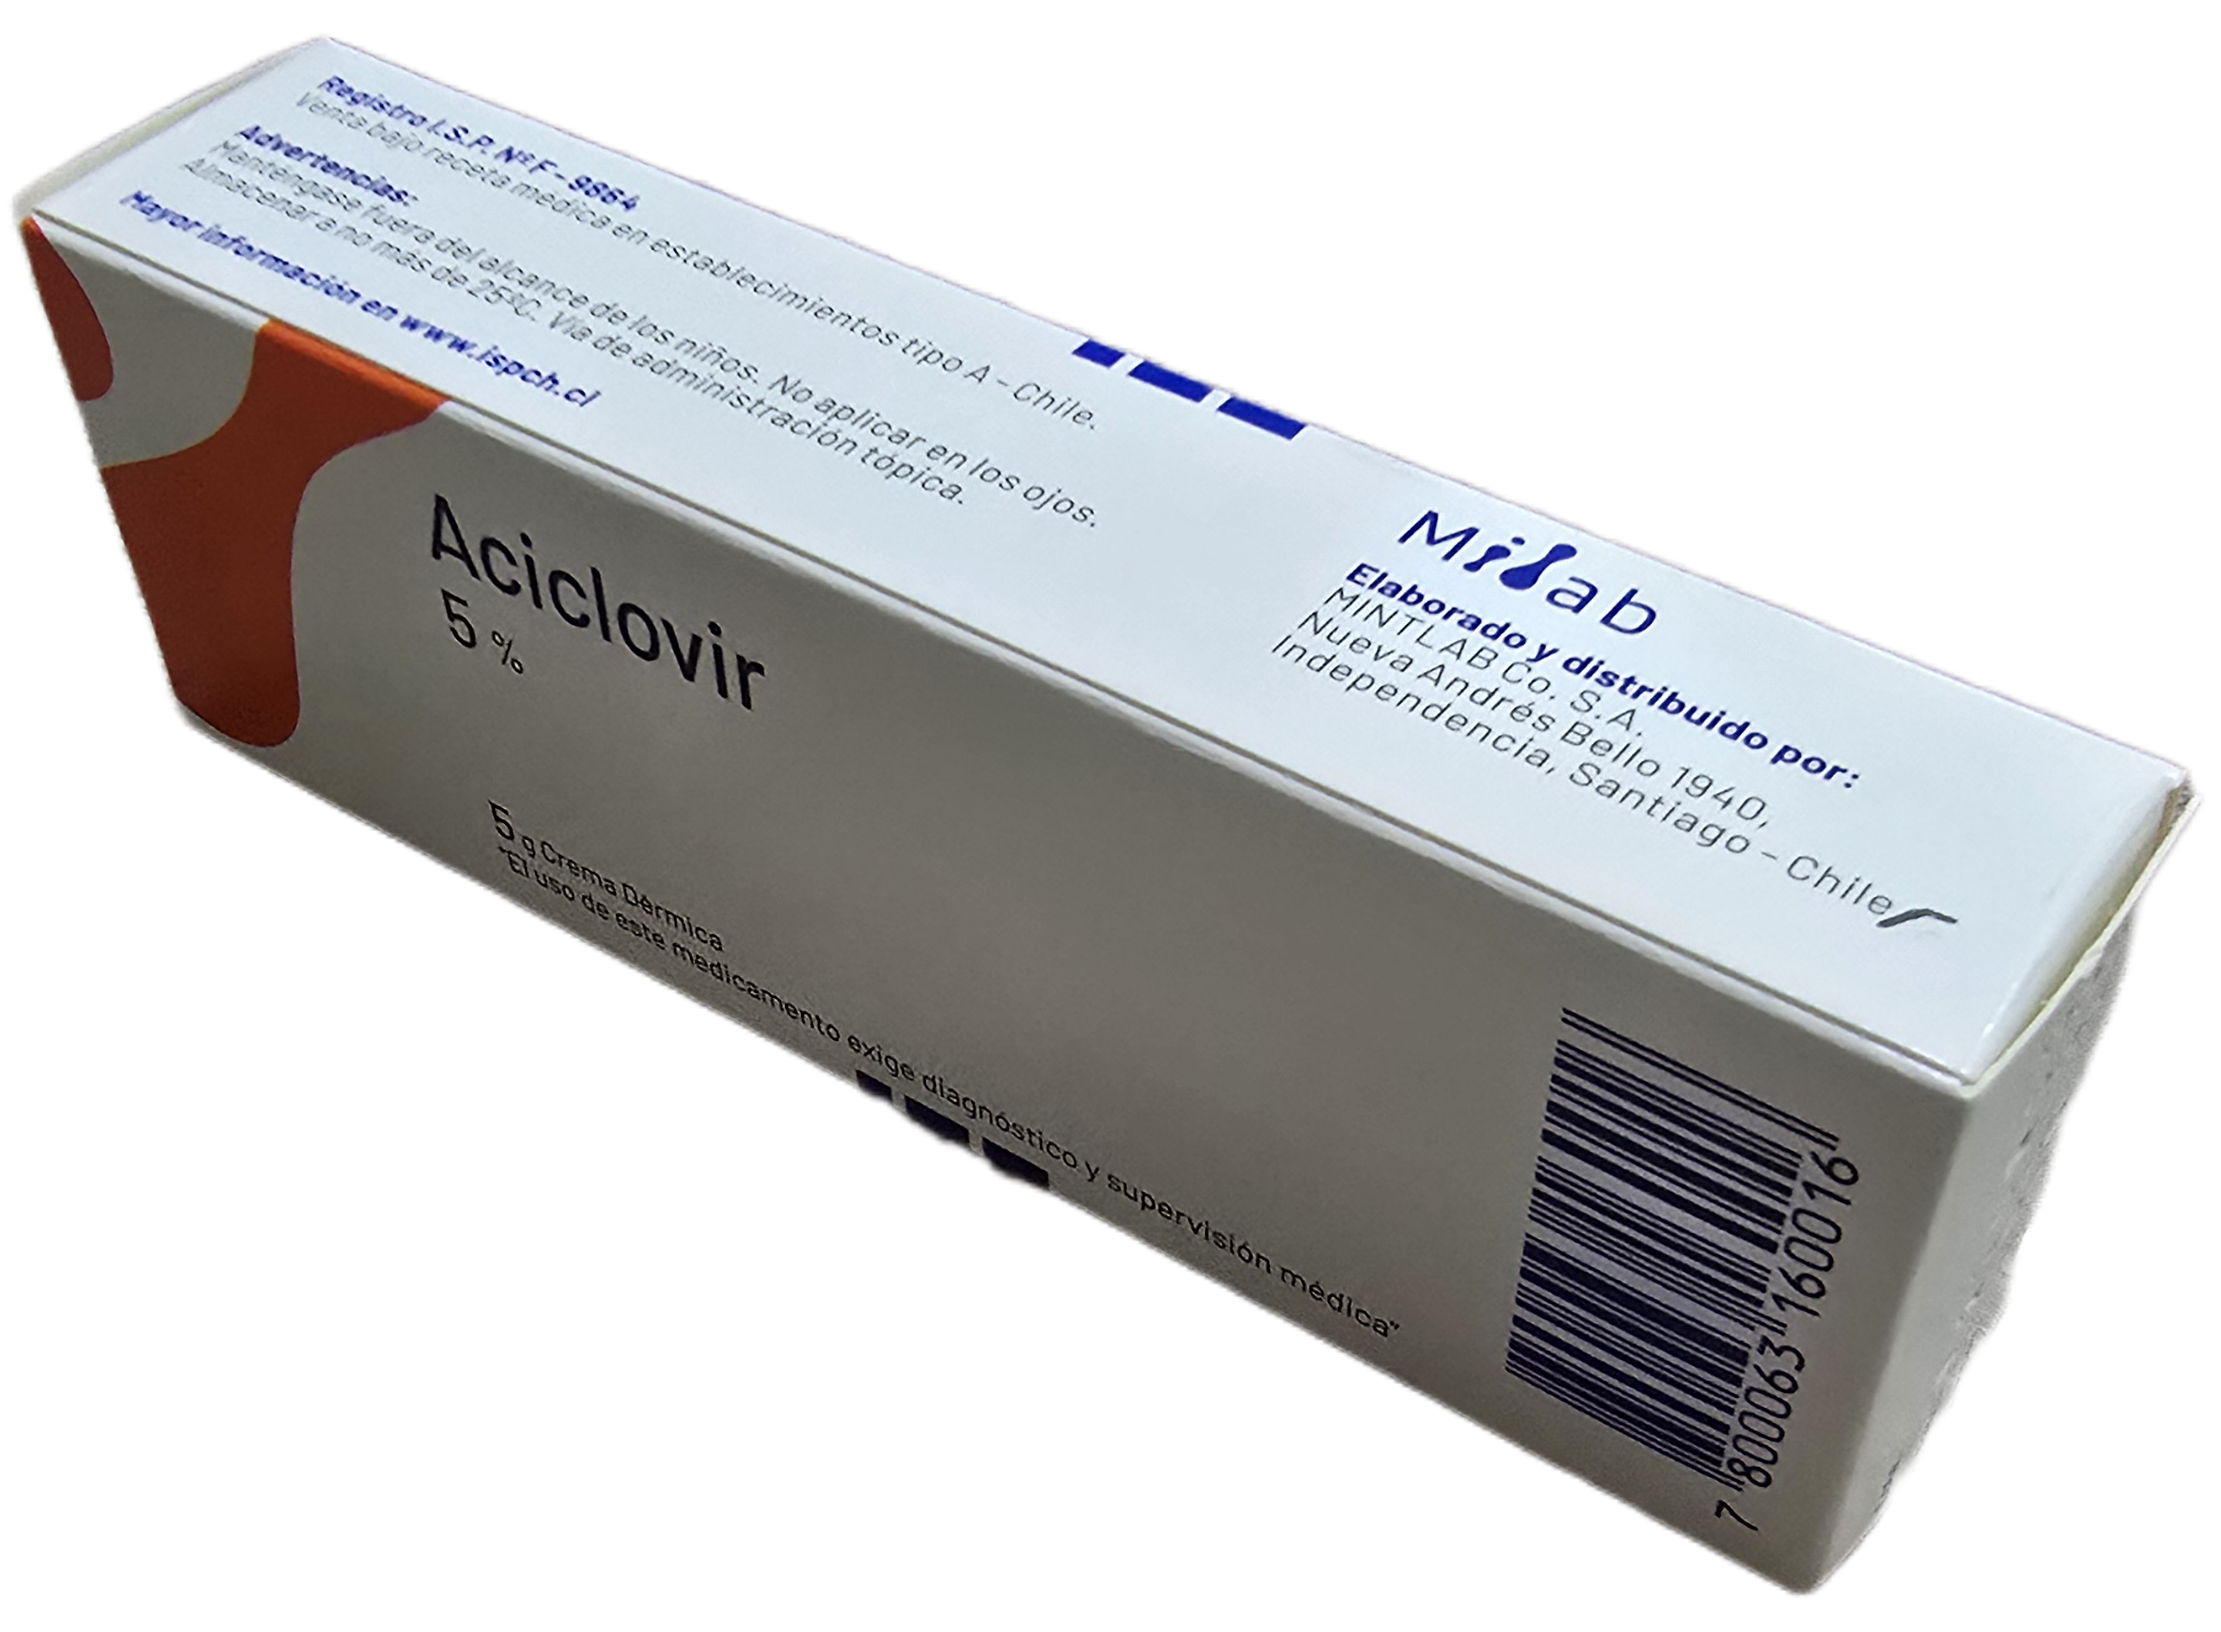 Registro I.S.P. Nº F - 9864
Venta bajo receta médica en establecimientos tipo A - Chile.
Advertencias:
Manténgase fuera del alcance de los niños. No aplicar en los ojos.
Almacenar a no más de 25ºC. Vía de administración tópica.
Mayor información en www.ispch.cl
Milab
Elaborado y distribuido por:
MINTLAB Co. S.A.
Nueva Andrés Bello 1940,
Independencia, Santiago - Chile
Aciclovir
5 %
5 g Crema Dérmica
"El uso de este medicamento exige diagnóstico y supervisión médica"
7 800063 160016